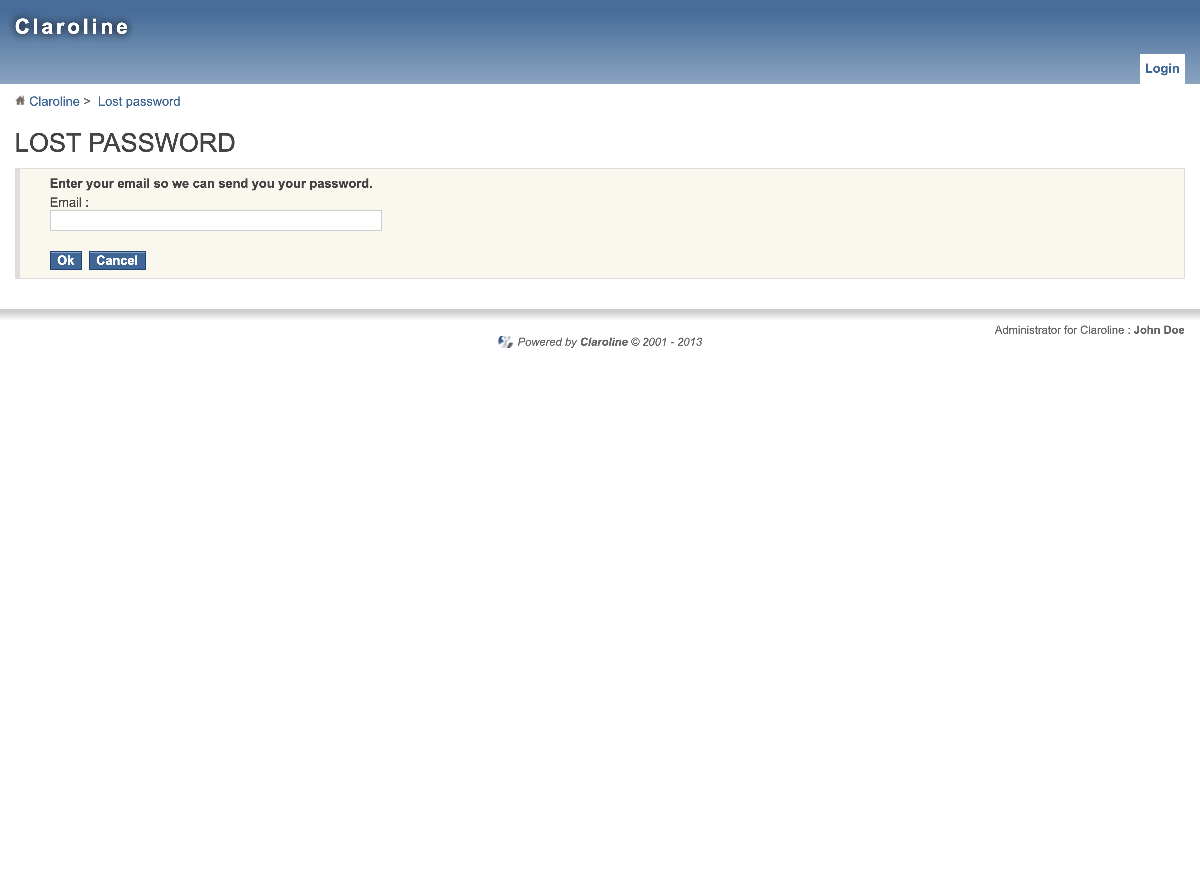 Claroline
Login
Claroline > Lost password
LOST PASSWORD
Enter your email so we can send you your password.
Email :
Ok Cancel
Administrator for Claroline : John Doe
Powered by Claroline © 2001 - 2013